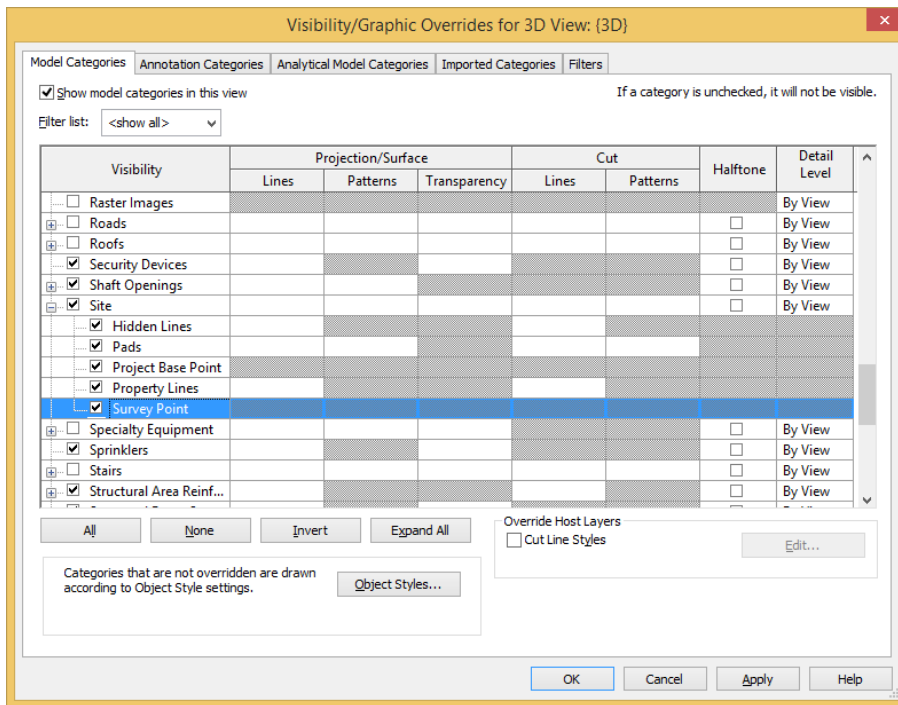 Visibility/Graphic Overrides for 3D View: {3D}
Model Categories Annotation Categories Analytical Model Categories Imported Categories Filters
Show model categories in this view
If a category is unchecked, it will not be visible.
Filter list: <show all>
Visibility Projection/Surface Cut Halftone Detail Level
Lines Patterns Transparency Lines Patterns
Raster Images By View
Roads By View
Roofs By View
Security Devices By View
Shaft Openings By View
Site By View
Hidden Lines
Pads
Project Base Point
Property Lines
Survey Point
Specialty Equipment By View
Sprinklers By View
Stairs By View
Structural Area Reinf... By View
All None Invert Expand All
Override Host Layers
Cut Line Styles Edit...
Categories that are not overridden are drawn
according to Object Style settings.
Object Styles...
OK Cancel Apply Help